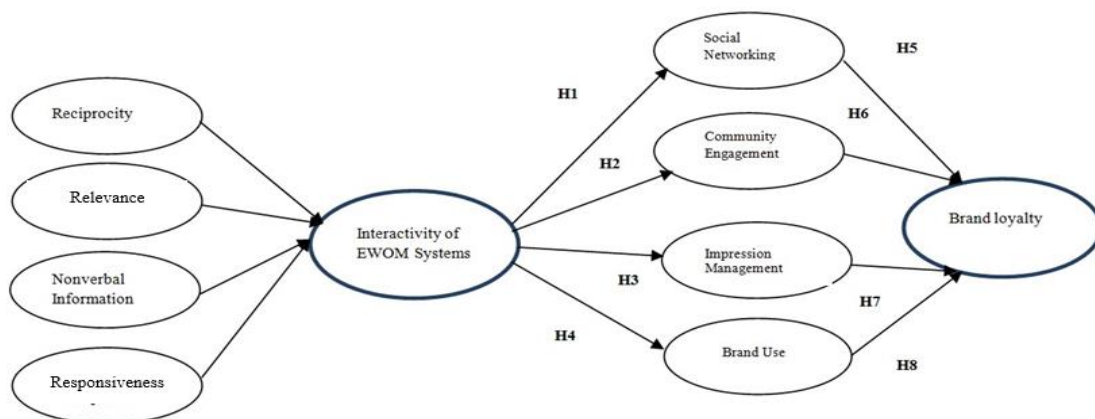 Reciprocity
Relevance
Nonverbal
Information
Responsiveness
Interactivity of
EWOM Systems
H1
H2
H3
H4
Social
Networking
Community
Engagement
Impression
Management
Brand Use
H5
H6
H7
H8
Brand loyalty